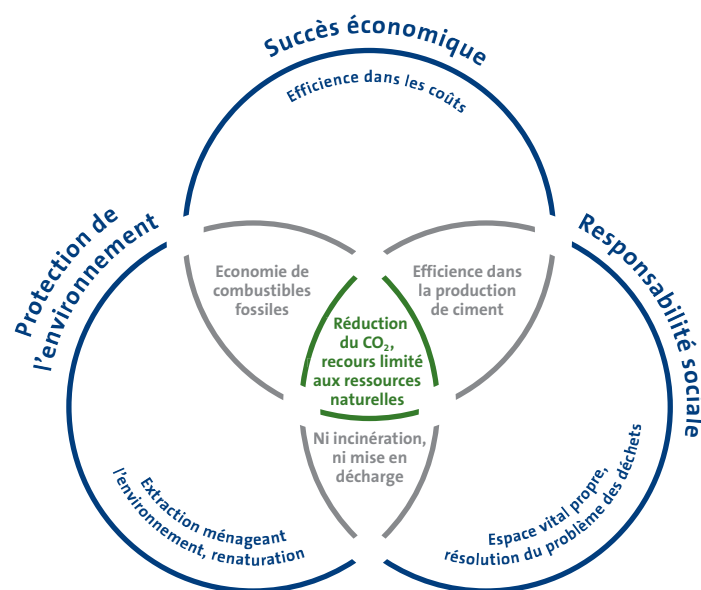 Succès économique
Efficience dans les coûts
Protection de
l'environnement
Responsabilité sociale
Economie de
combustibles
fossiles
Efficience dans
la production
de ciment
Réduction
du CO₂,
recours limité
aux ressources
naturelles
Ni incinération,
ni mise en
décharge
Extraction ménageant
l'environnement, renaturation
Espace vital propre,
résolution du problème des déchets